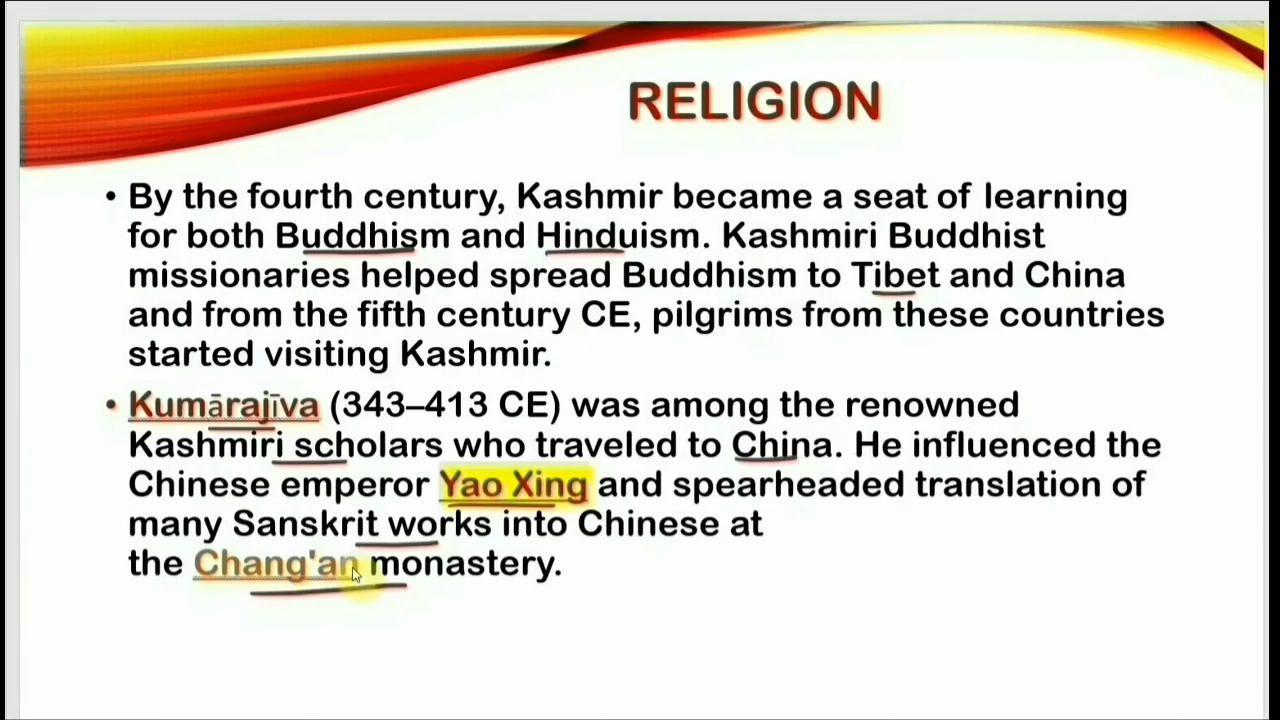 RELIGION
• By the fourth century, Kashmir became a seat of learning
for both Buddhism and Hinduism. Kashmiri Buddhist
missionaries helped spread Buddhism to Tibet and China
and from the fifth century CE, pilgrims from these countries
started visiting Kashmir.
• Kumārajīva (343–413 CE) was among the renowned
Kashmiri scholars who traveled to China. He influenced the
Chinese emperor Yao Xing and spearheaded translation of
many Sanskrit works into Chinese at
the Chang'an monastery.